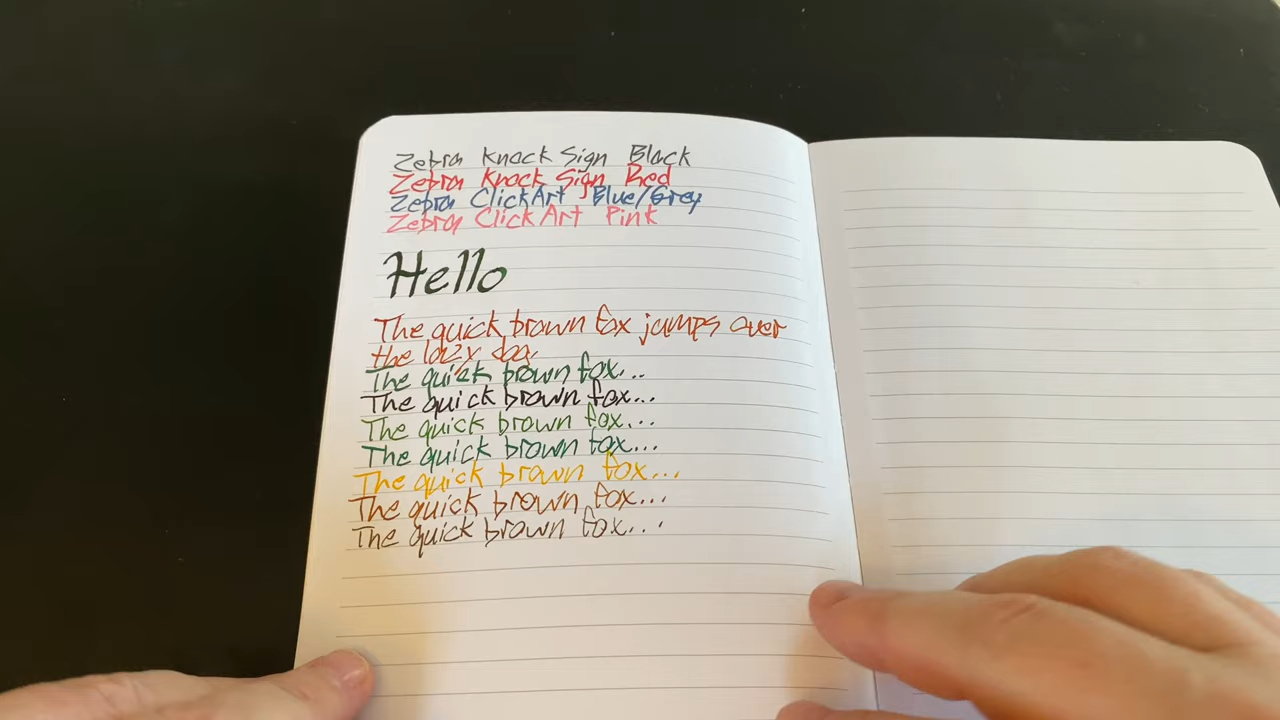 Zebra Knock Sign Black
Zebra Knock Sign Red
Zebra ClickArt Blue/Grey
Zebra ClickArt Pink
Hello
The quick brown fox jumps over
the lazy dog
The quick brown fox...
The quick brown fox...
The quick brown fox...
The quick brown fox...
The quick brown fox...
The quick brown fox...
The quick brown fox...